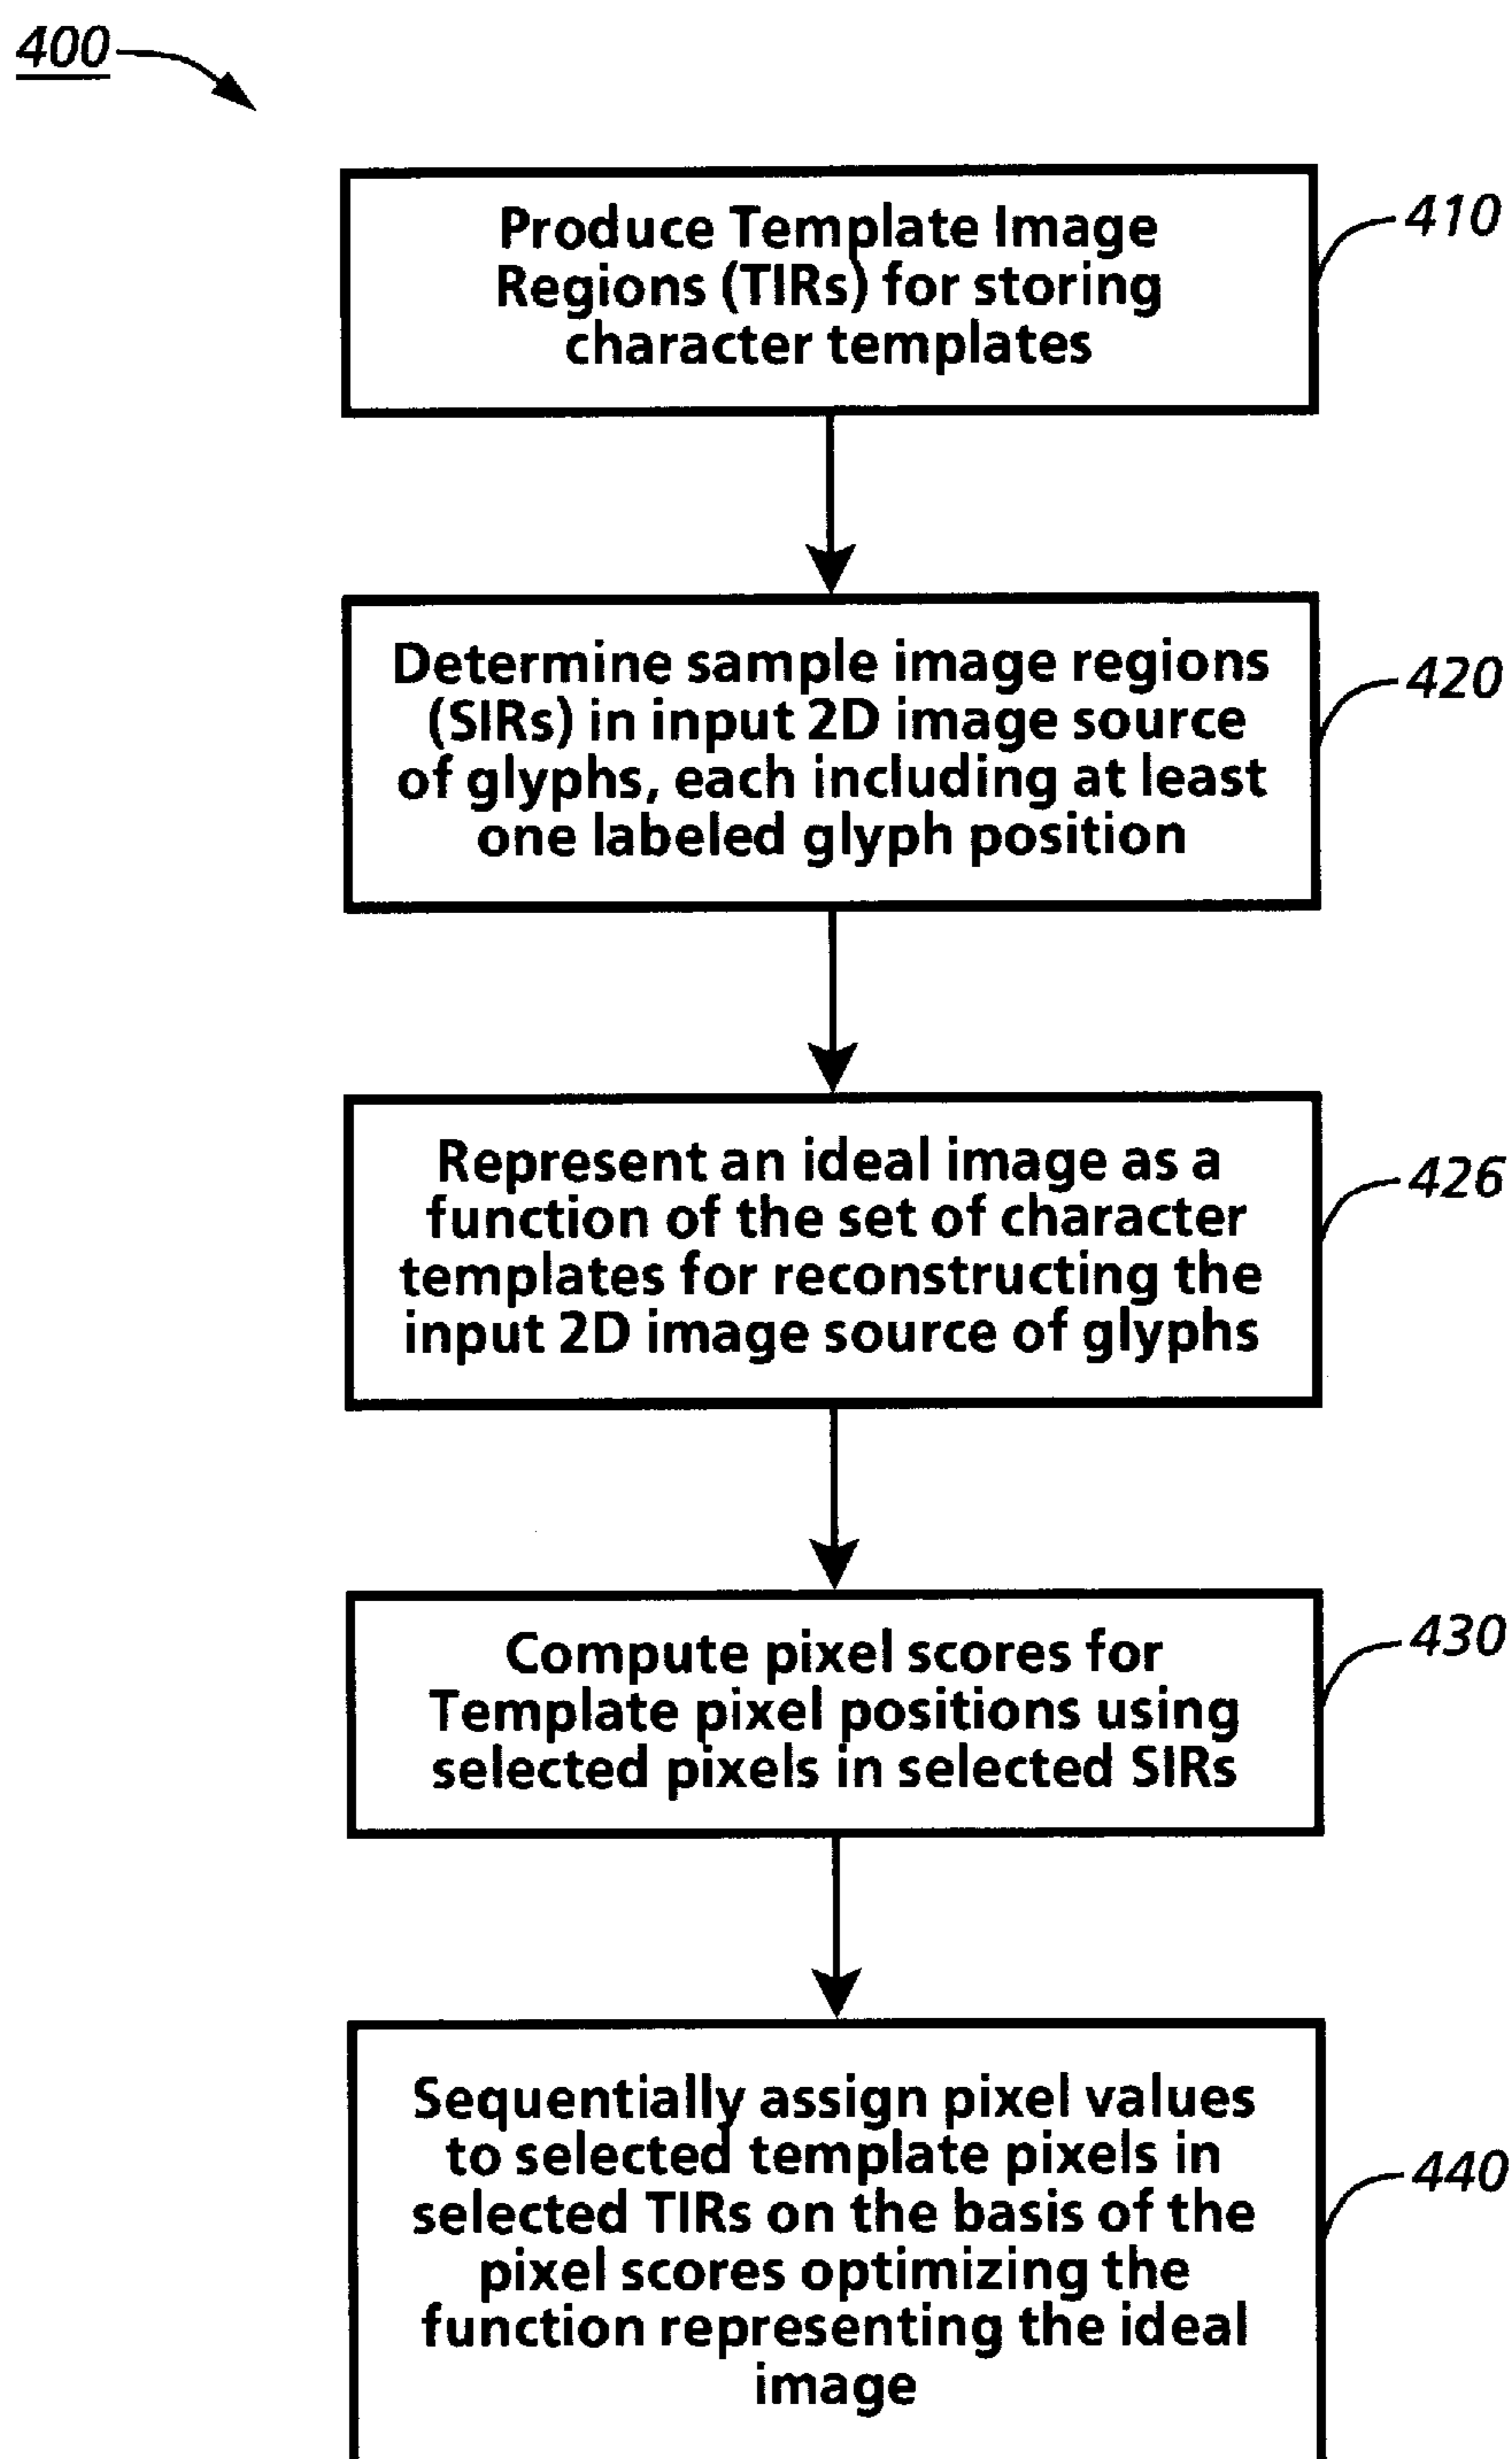 400
Produce Template Image
Regions (TIRs) for storing
character templates
410
Determine sample image regions
(SIRs) in input 2D image source
of glyphs, each including at least
one labeled glyph position
420
Represent an ideal image as a
function of the set of character
templates for reconstructing the
input 2D image source of glyphs
426
Compute pixel scores for
Template pixel positions using
selected pixels in selected SIRs
430
Sequentially assign pixel values
to selected template pixels in
selected TIRs on the basis of the
pixel scores optimizing the
function representing the ideal
image
440